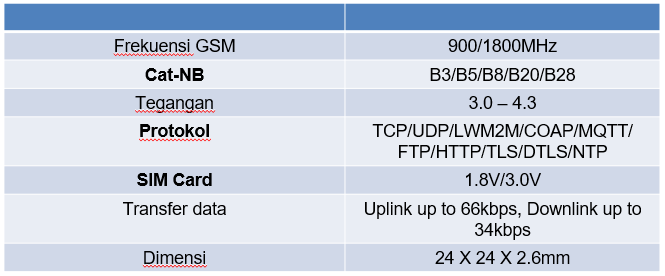 Frekuensi GSM 900/1800MHz
Cat-NB B3/B5/B8/B20/B28
Tegangan 3.0 – 4.3
Protokol TCP/UDP/LWM2M/COAP/MQTT/
FTP/HTTP/TLS/DTLS/NTP
SIM Card 1.8V/3.0V
Transfer data Uplink up to 66kbps, Downlink up to
34kbps
Dimensi 24 X 24 X 2.6mm